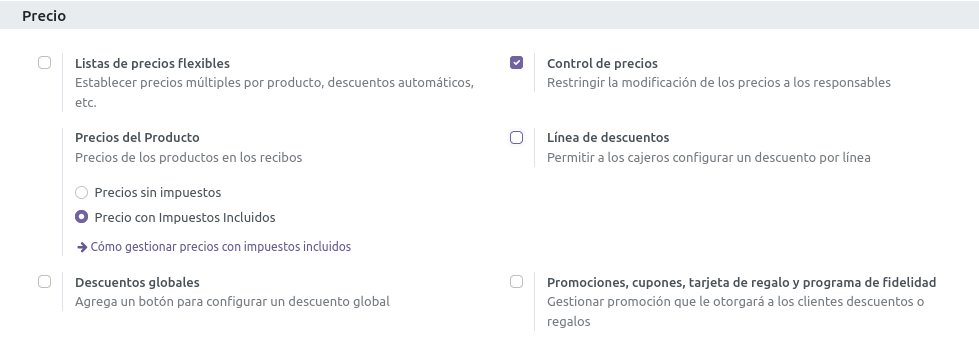 Precio
Listas de precios flexibles
Establecer precios múltiples por producto, descuentos automáticos,
etc.
Control de precios
Restringir la modificación de los precios a los responsables
Precios del Producto
Precios de los productos en los recibos
Precios sin impuestos
Precio con Impuestos Incluidos
Cómo gestionar precios con impuestos incluidos
Línea de descuentos
Permitir a los cajeros configurar un descuento por línea
Descuentos globales
Agrega un botón para configurar un descuento global
Promociones, cupones, tarjeta de regalo y programa de fidelidad
Gestionar promoción que le otorgará a los clientes descuentos o
regalos